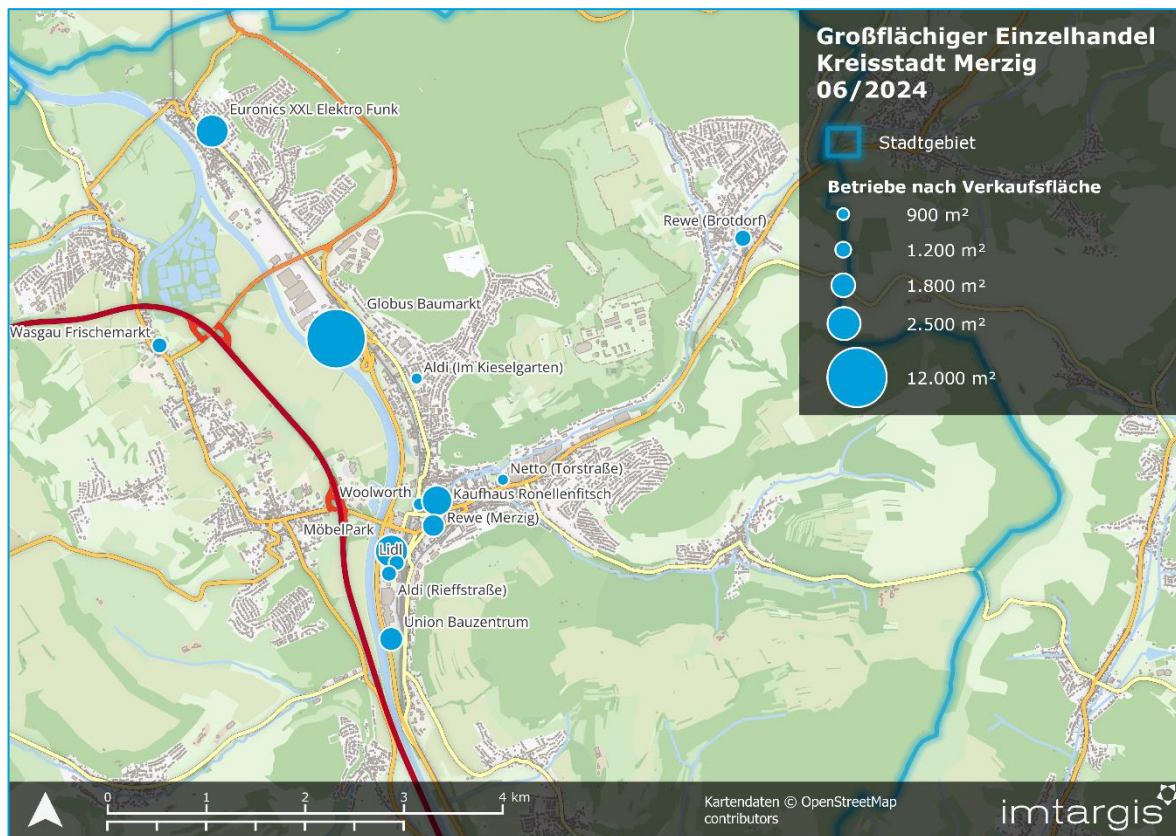 Großflächiger Einzelhandel
Kreisstadt Merzig
06/2024
Stadtgebiet
Betriebe nach Verkaufsfläche
900 m²
1.200 m²
1.800 m²
2.500 m²
12.000 m²
Euronics XXL Elektro Funk
Rewe (Brotdorf)
Globus Baumarkt
Wasgau Frischemarkt
Aldi (Im Kieselgarten)
Netto (Torstraße)
Woolworth
Kaufhaus Ronellenfitsch
Rewe (Merzig)
MöbelPark
Lidl
Aldi (Rieffstraße)
Union Bauzentrum
0 1 2 3 4 km
Kartendaten © OpenStreetMap
contributors
imtargis